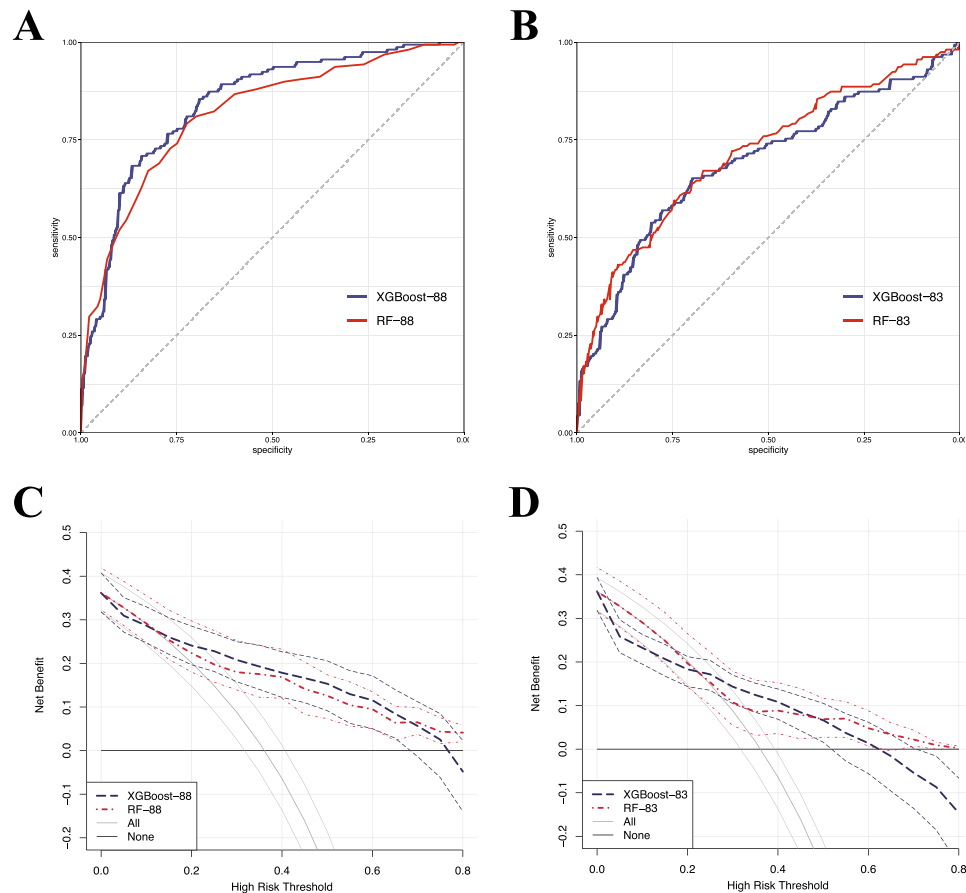 A
1.00
0.75
0.50
0.25
0.00
sensitivity
1.00
0.75
0.50
0.25
0.00
specificity
XGBoost−88
RF−88
B
1.00
0.75
0.50
0.25
0.00
sensitivity
1.00
0.75
0.50
0.25
0.00
specificity
XGBoost−83
RF−83
C
0.5
0.4
0.3
0.2
0.1
0.0
−0.1
−0.2
Net Benefit
XGBoost−88
RF−88
All
None
0.0
0.2
0.4
0.6
0.8
High Risk Threshold
D
0.5
0.4
0.3
0.2
0.1
0.0
−0.1
−0.2
Net Benefit
XGBoost−83
RF−83
All
None
0.0
0.2
0.4
0.6
0.8
High Risk Threshold